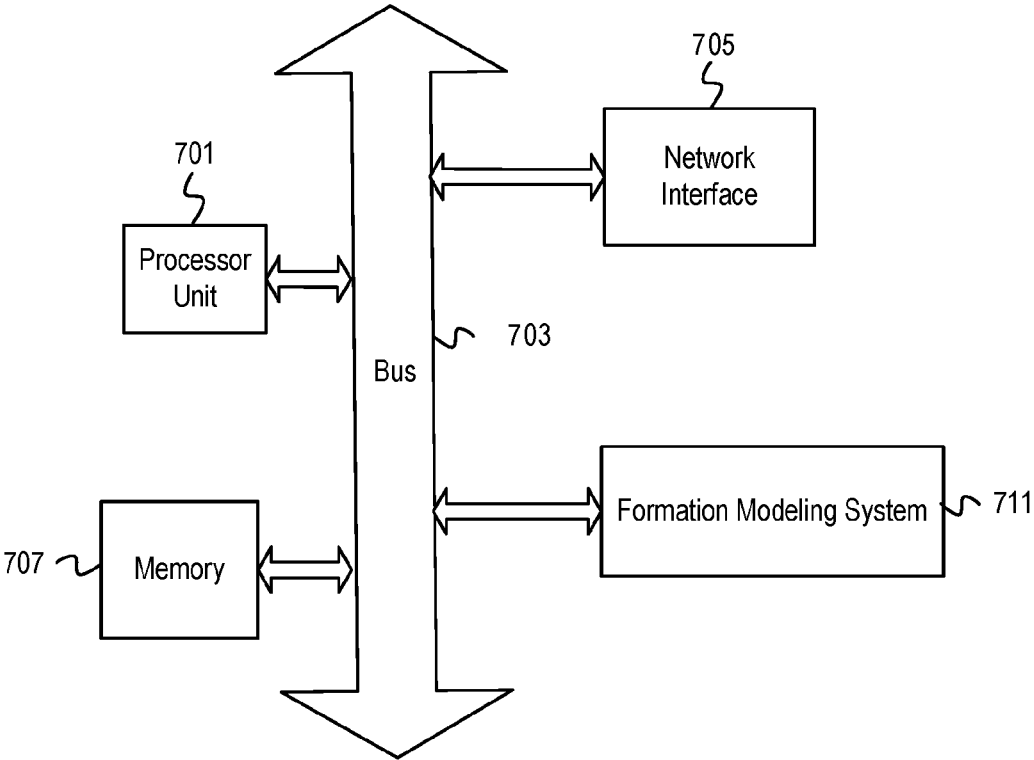 705
Network
Interface
701
Processor
Unit
703
Bus
Formation Modeling System
711
707
Memory